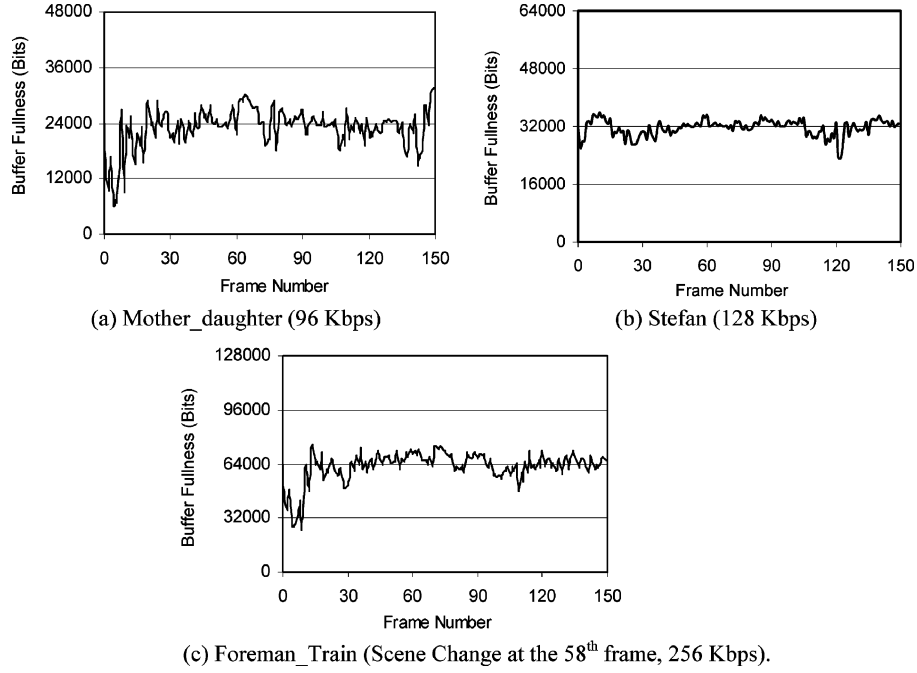 48000
36000
24000
12000
0
Buffer Fullness (Bits)
0 30 60 90 120 150
Frame Number
(a) Mother_daughter (96 Kbps)
64000
48000
32000
16000
0
Buffer Fullness (Bits)
0 30 60 90 120 150
Frame Number
(b) Stefan (128 Kbps)
128000
96000
64000
32000
0
Buffer Fullness (Bits)
0 30 60 90 120 150
Frame Number
(c) Foreman_Train (Scene Change at the 58th frame, 256 Kbps).